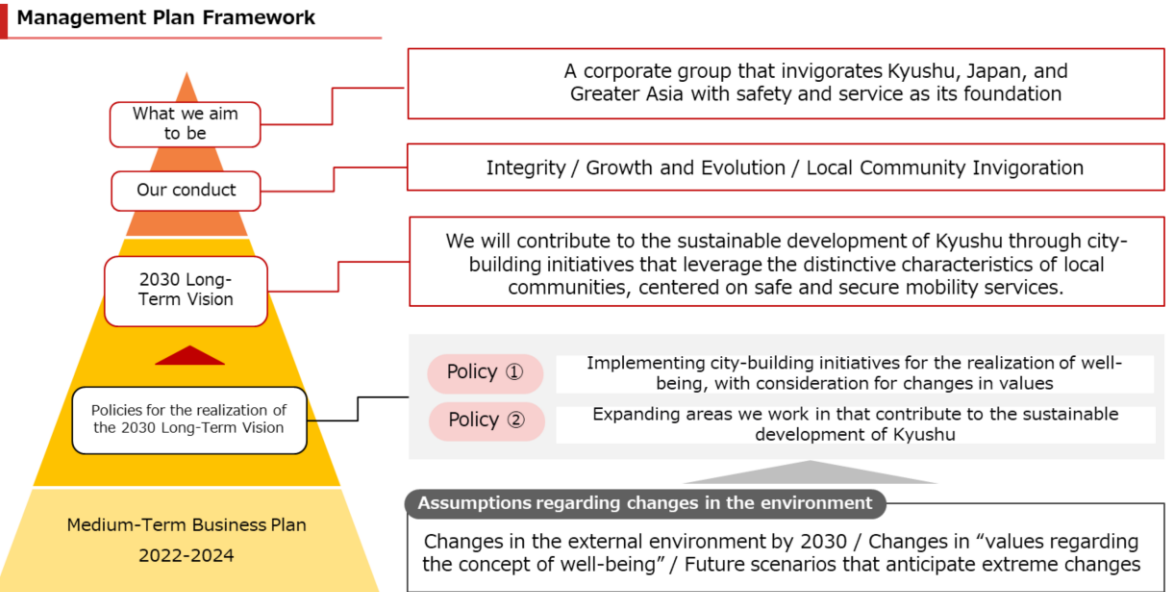 Management Plan Framework
What we aim
to be
A corporate group that invigorates Kyushu, Japan, and
Greater Asia with safety and service as its foundation
Our conduct
Integrity / Growth and Evolution / Local Community Invigoration
2030 Long-
Term Vision
We will contribute to the sustainable development of Kyushu through city-
building initiatives that leverage the distinctive characteristics of local
communities, centered on safe and secure mobility services.
Policies for the realization of
the 2030 Long-Term Vision
Policy ①
Implementing city-building initiatives for the realization of well-
being, with consideration for changes in values
Policy ②
Expanding areas we work in that contribute to the sustainable
development of Kyushu
Medium-Term Business Plan
2022-2024
Assumptions regarding changes in the environment
Changes in the external environment by 2030 / Changes in “values regarding
the concept of well-being” / Future scenarios that anticipate extreme changes